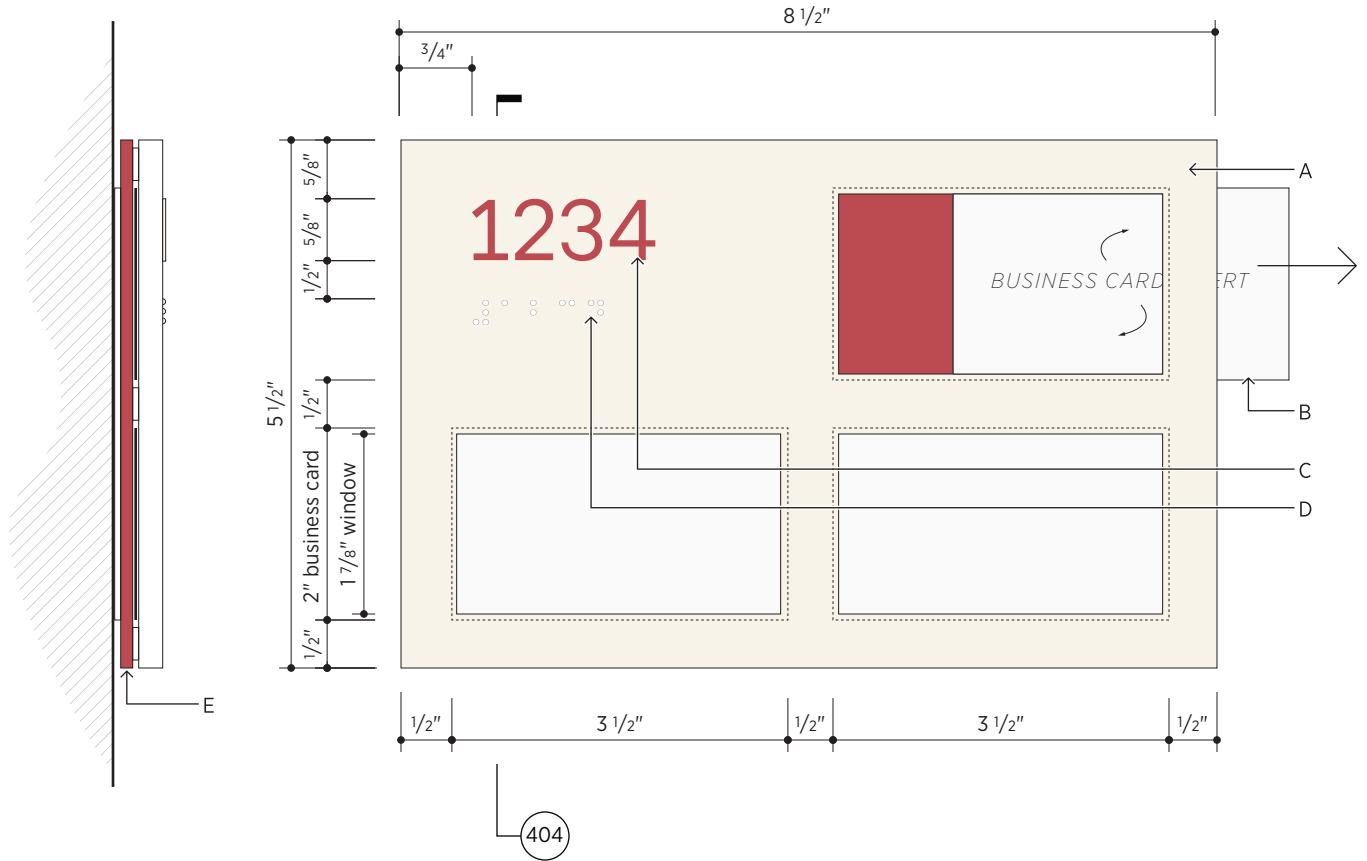 8 1/2"
3/4"
A
5/8"
1234
5/8"
BUSINESS CARD ERT
1/2"
⠼⠁⠃⠉⠙
B
5 1/2"
1/2"
C
2" business card
1 7/8" window
D
1/2"
E
1/2"
3 1/2"
1/2"
3 1/2"
1/2"
404